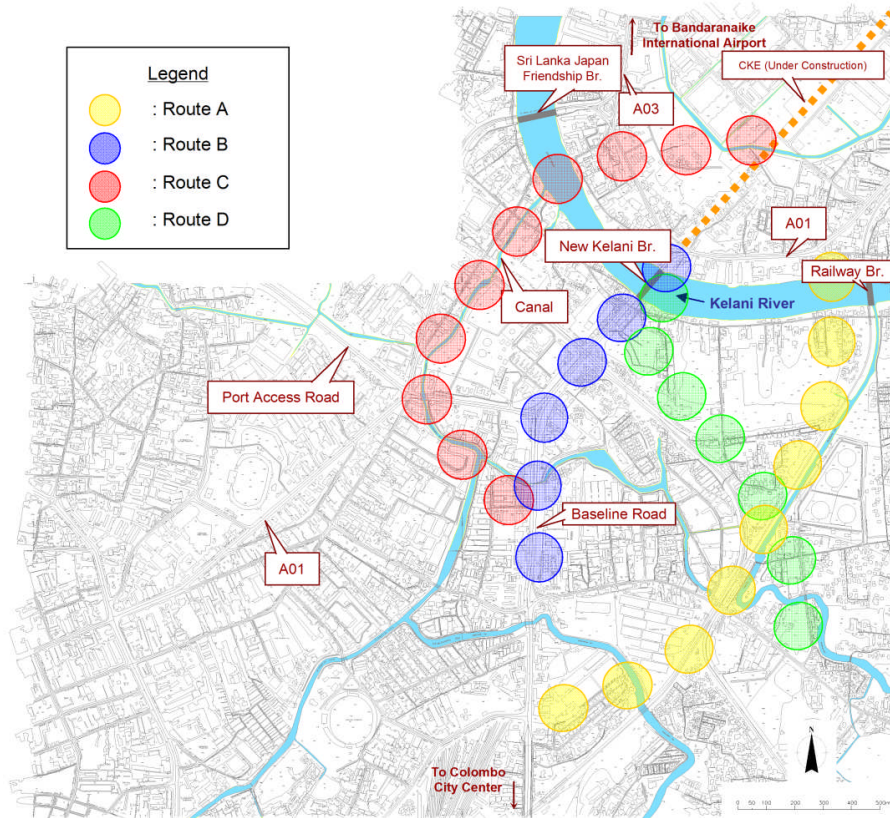 Legend
: Route A
: Route B
: Route C
: Route D
To Bandaranaike
International Airport
Sri Lanka Japan
Friendship Br.
CKE (Under Construction)
A03
A01
New Kelani Br.
Railway Br.
Kelani River
Canal
Port Access Road
Baseline Road
A01
N
To Colombo
City Center
0 50 100 200 300 400 500